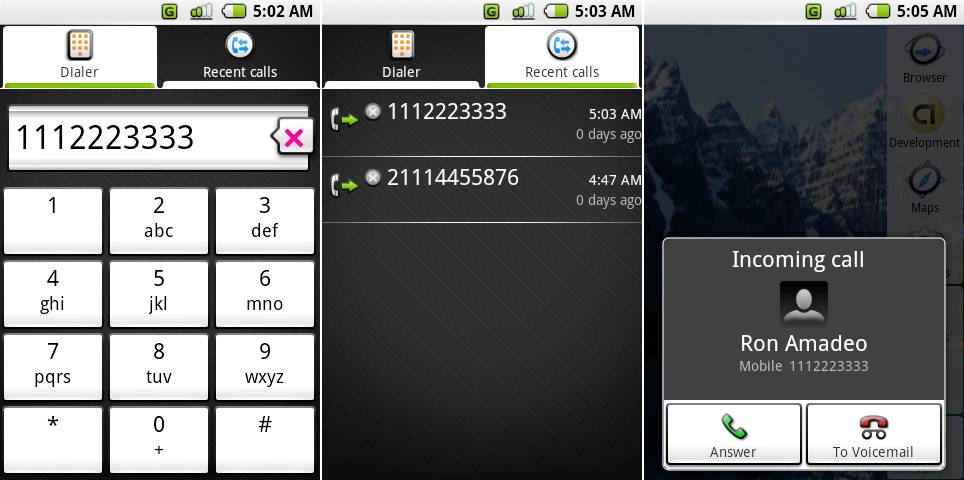 G 5:02 AM
Dialer
Recent calls
1112223333
1
2
abc
3
def
4
ghi
5
jkl
6
mno
7
pqrs
8
tuv
9
wxyz
*
0
+
#
G 5:03 AM
Dialer
Recent calls
1112223333
5:03 AM
0 days ago
21114455876
4:47 AM
0 days ago
G 5:05 AM
Browser
Development
Maps
Incoming call
Ron Amadeo
Mobile 1112223333
Answer
To Voicemail